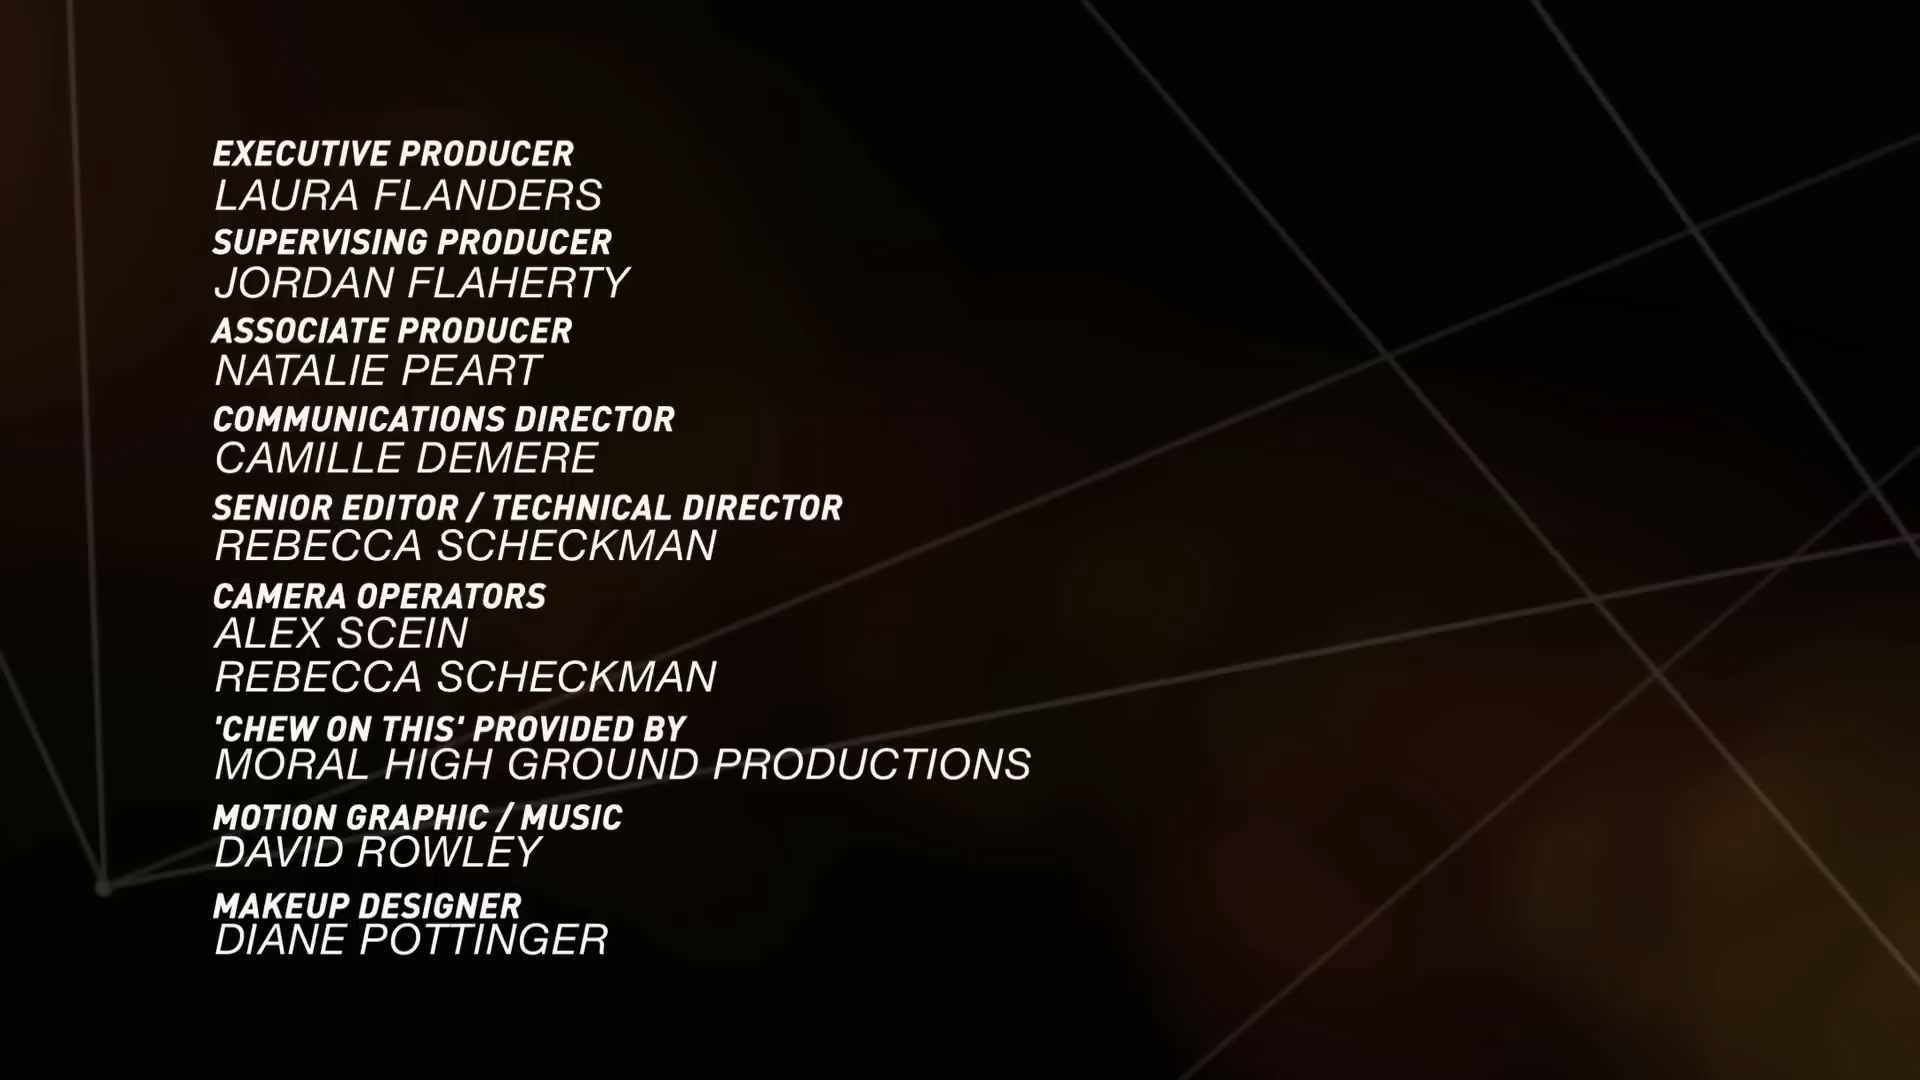 EXECUTIVE PRODUCER
LAURA FLANDERS
SUPERVISING PRODUCER
JORDAN FLAHERTY
ASSOCIATE PRODUCER
NATALIE PEART
COMMUNICATIONS DIRECTOR
CAMILLE DEMERE
SENIOR EDITOR / TECHNICAL DIRECTOR
REBECCA SCHECKMAN
CAMERA OPERATORS
ALEX SCEIN
REBECCA SCHECKMAN
'CHEW ON THIS' PROVIDED BY
MORAL HIGH GROUND PRODUCTIONS
MOTION GRAPHIC / MUSIC
DAVID ROWLEY
MAKEUP DESIGNER
DIANE POTTINGER